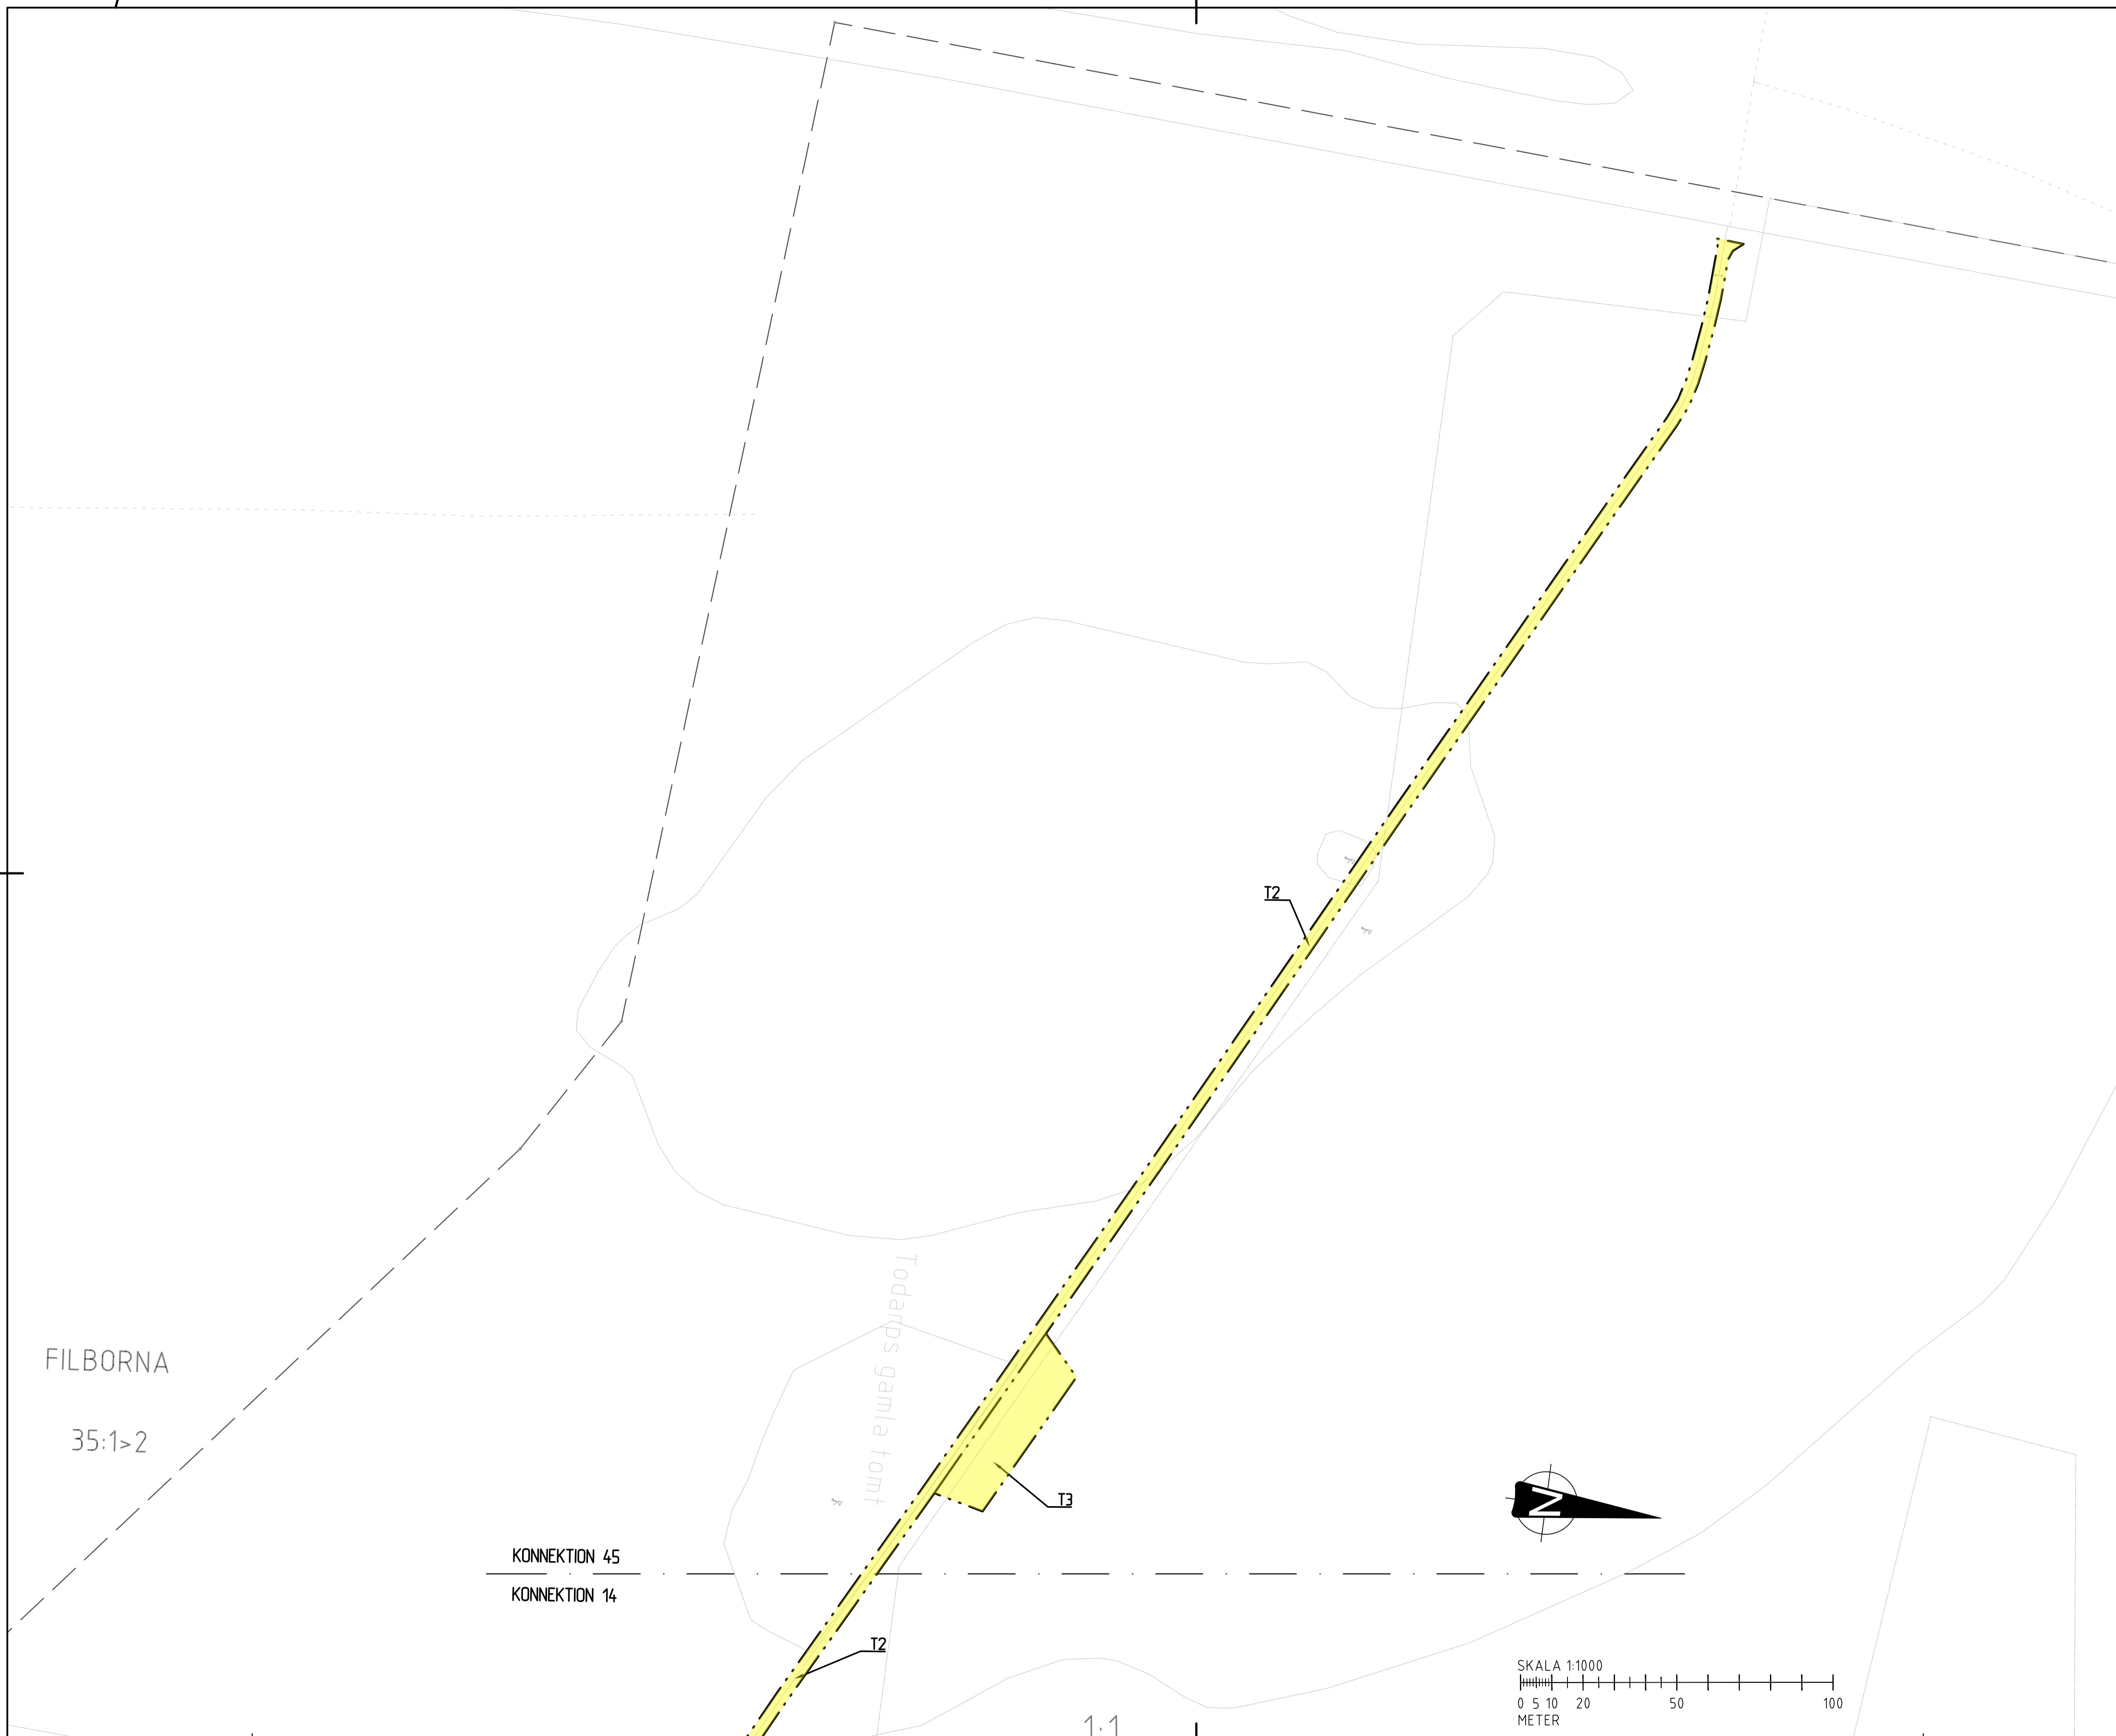 T2
Todarps gamla tomt
FILBORNA
35:1>2
T3
N
KONNEKTION 45
KONNEKTION 14
T2
SKALA 1:1000
0 5 10 20 50 100
METER
1:1